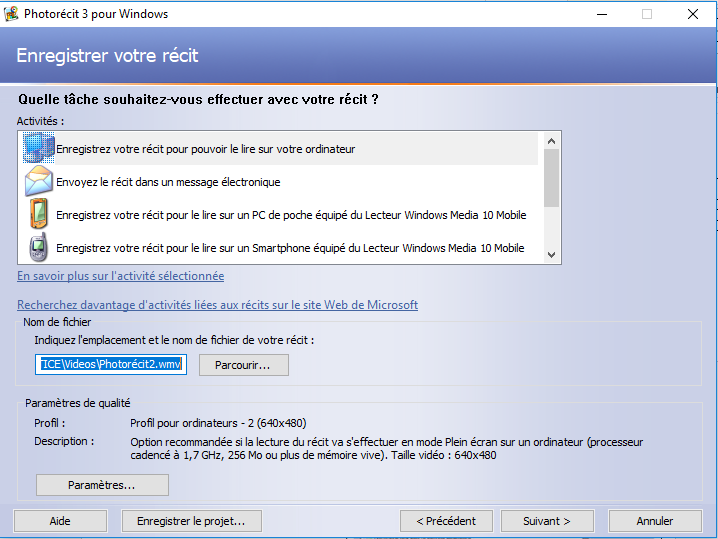 Photorécit 3 pour Windows
Enregistrer votre récit
Quelle tâche souhaitez-vous effectuer avec votre récit ?
Activités :
Enregistrez votre récit pour pouvoir le lire sur votre ordinateur
Envoyez le récit dans un message électronique
Enregistrez votre récit pour le lire sur un PC de poche équipé du Lecteur Windows Media 10 Mobile
Enregistrez votre récit pour le lire sur un Smartphone équipé du Lecteur Windows Media 10 Mobile
En savoir plus sur l'activité sélectionnée
Recherchez davantage d'activités liées aux récits sur le site Web de Microsoft
Nom de fichier
Indiquez l'emplacement et le nom de fichier de votre récit :
TICE\Videos\Photorécit2.wmv
Parcourir...
Paramètres de qualité
Profil :
Profil pour ordinateurs - 2 (640x480)
Description :
Option recommandée si la lecture du récit va s'effectuer en mode Plein écran sur un ordinateur (processeur
cadencé à 1,7 GHz, 256 Mo ou plus de mémoire vive). Taille vidéo : 640x480
Paramètres...
Aide
Enregistrer le projet...
< Précédent
Suivant >
Annuler